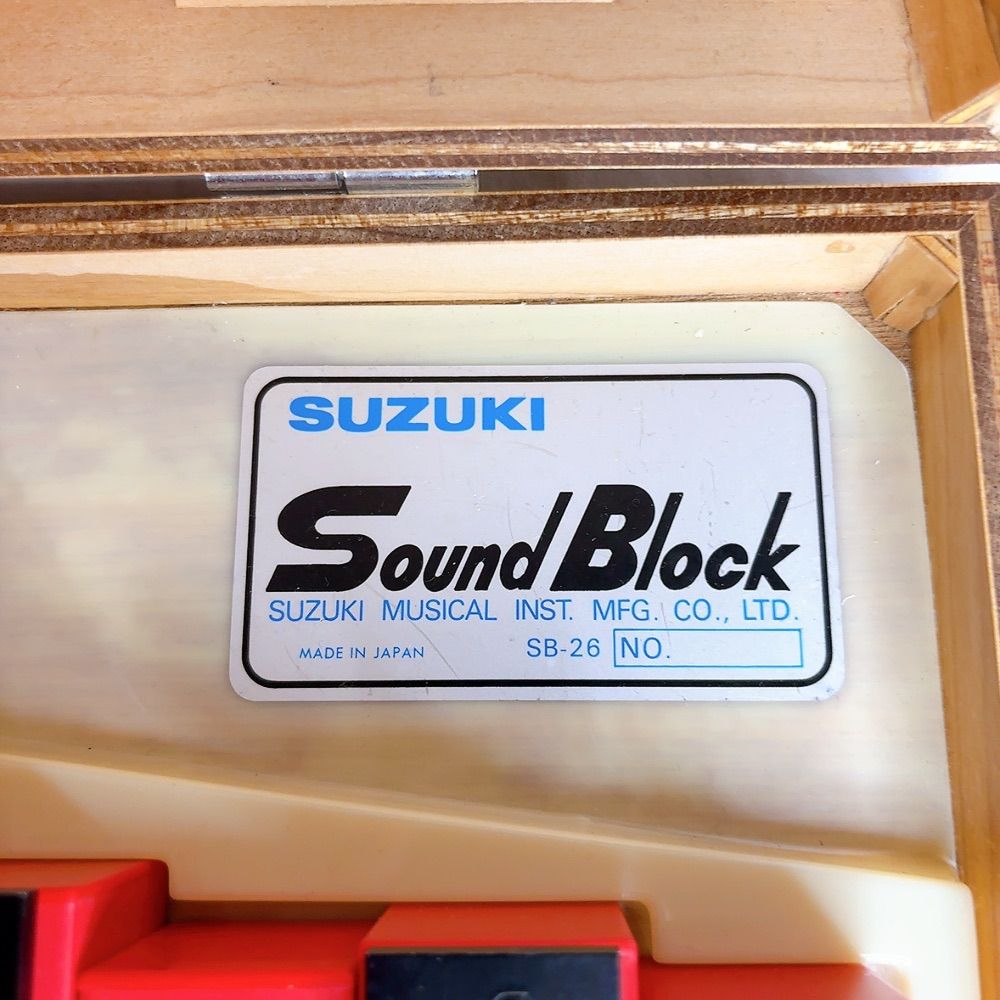 SUZUKI
Sound Block
SUZUKI MUSICAL INST. MFG. CO., LTD.
MADE IN JAPAN SB-26 NO.